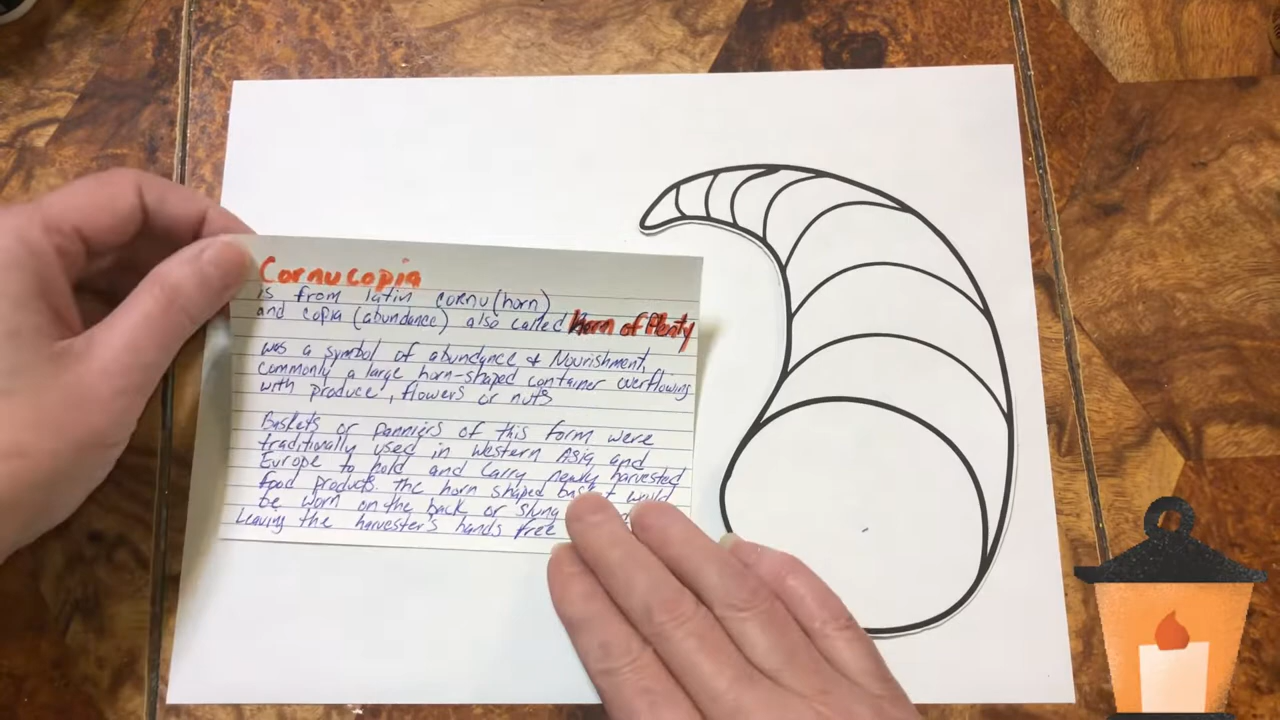 Cornucopia
is from latin cornu (horn)
and copia (abundance) also called Horn of Plenty
was a symbol of abundance & Nourishment,
commonly a large horn-shaped container overflowing
with produce, flowers or nuts
Baskets or panniers of this form were
traditionally used in Western Asia, and
Europe to hold and carry newly harvested
food products. The horn shaped basket would
be worn on the back or slung
Leaving the harvester's hands free